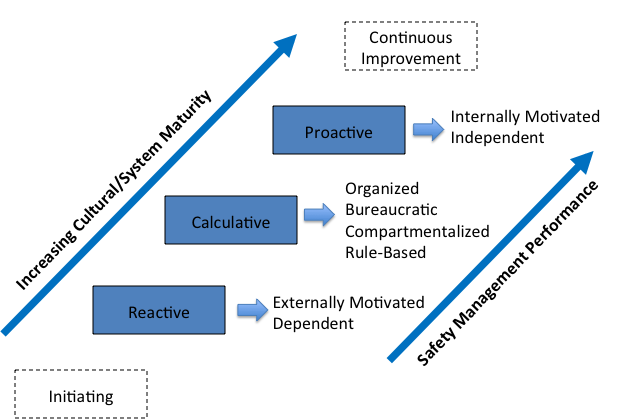 Continuous
Improvement
Increasing Cultural/System Maturity
Proactive
Internally Motivated
Independent
Calculative
Organized
Bureaucratic
Compartmentalized
Rule-Based
Safety Management Performance
Reactive
Externally Motivated
Dependent
Initiating